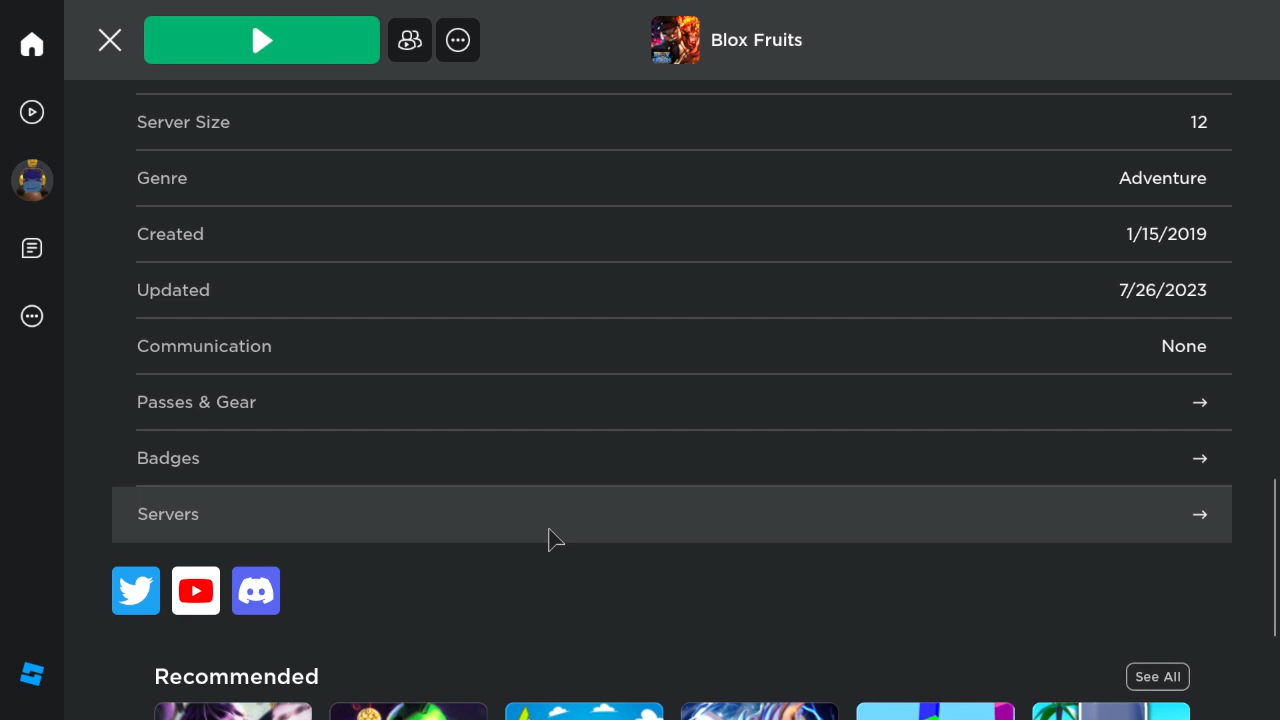 Blox Fruits
Server Size 12
Genre Adventure
Created 1/15/2019
Updated 7/26/2023
Communication None
Passes & Gear →
Badges →
Servers →
Recommended See All